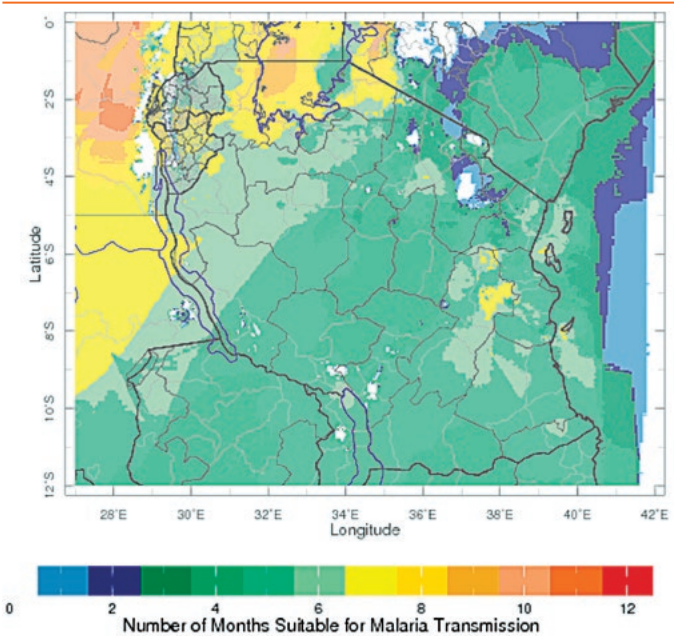 0°
2°S
4°S
6°S
8°S
10°S
12°S
Latitude
28°E 30°E 32°E 34°E 36°E 38°E 40°E 42°E
Longitude
0 2 4 6 8 10 12
Number of Months Suitable for Malaria Transmission